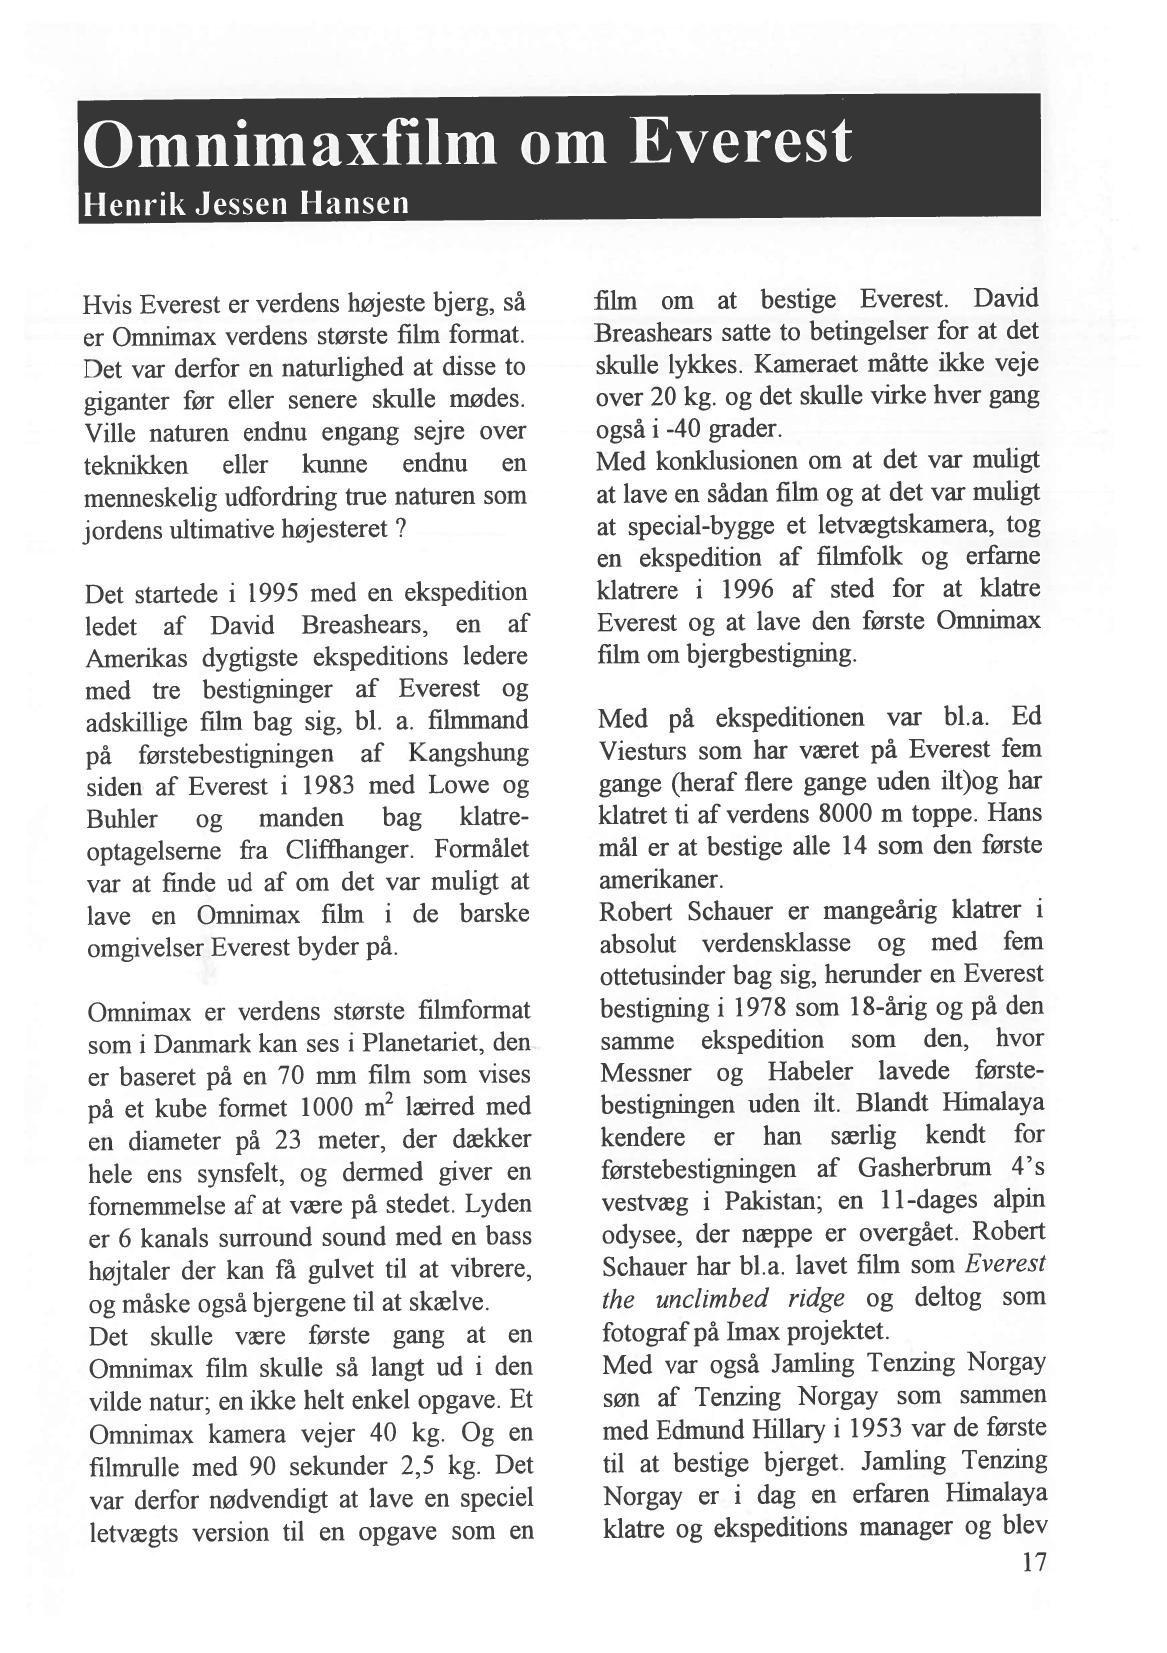 Omnimaxfilm om Everest
Henrik Jessen Hansen
Hvis Everest er verdens højeste bjerg, så
er Omnimax verdens største film format.
Det var derfor en naturlighed at disse to
giganter før eller senere skulle mødes.
Ville naturen endnu engang sejre over
teknikken eller kunne endnu en
menneskelig udfordring true naturen som
jordens ultimative højesteret ?
Det startede i 1995 med en ekspedition
ledet af David Breashears, en af
Amerikas dygtigste ekspeditions ledere
med tre bestigninger af Everest og
adskillige film bag sig, bl. a. filmmand
på førstebestigningen af Kangshung
siden af Everest i 1983 med Lowe og
Buhler og manden bag klatre-
optagelserne fra Cliffhanger. Formålet
var at finde ud af om det var muligt at
lave en Omnimax film i de barske
omgivelser Everest byder på.
Omnimax er verdens største filmformat
som i Danmark kan ses i Planetariet, den
er baseret på en 70 mm film som vises
på et kube formet 1000 m² lærred med
en diameter på 23 meter, der dækker
hele ens synsfelt, og dermed giver en
fornemmelse af at være på stedet. Lyden
er 6 kanals surround sound med en bass
højtaler der kan få gulvet til at vibrere,
og måske også bjergene til at skælve.
Det skulle være første gang at en
Omnimax film skulle så langt ud i den
vilde natur; en ikke helt enkel opgave. Et
Omnimax kamera vejer 40 kg. Og en
filmrulle med 90 sekunder 2,5 kg. Det
var derfor nødvendigt at lave en speciel
letvægts version til en opgave som en
film om at bestige Everest. David
Breashears satte to betingelser for at det
skulle lykkes. Kameraet måtte ikke veje
over 20 kg. og det skulle virke hver gang
også i -40 grader.
Med konklusionen om at det var muligt
at lave en sådan film og at det var muligt
at special-bygge et letvægtskamera, tog
en ekspedition af filmfolk og erfarne
klatrere i 1996 af sted for at klatre
Everest og at lave den første Omnimax
film om bjergbestigning.
Med på ekspeditionen var bl.a. Ed
Viesturs som har været på Everest fem
gange (heraf flere gange uden ilt)og har
klatret ti af verdens 8000 m toppe. Hans
mål er at bestige alle 14 som den første
amerikaner.
Robert Schauer er mangeårig klatrer i
absolut verdensklasse og med fem
ottetusinder bag sig, herunder en Everest
bestigning i 1978 som 18-årig og på den
samme ekspedition som den, hvor
Messner og Habeler lavede første-
bestigningen uden ilt. Blandt Himalaya
kendere er han særlig kendt for
førstebestigningen af Gasherbrum 4's
vestvæg i Pakistan; en 11-dages alpin
odysee, der næppe er overgået. Robert
Schauer har bl.a. lavet film som Everest
the unclimbed ridge og deltog som
fotograf på Imax projektet.
Med var også Jamling Tenzing Norgay
søn af Tenzing Norgay som sammen
med Edmund Hillary i 1953 var de første
til at bestige bjerget. Jamling Tenzing
Norgay er i dag en erfaren Himalaya
klatre og ekspeditions manager og blev
17